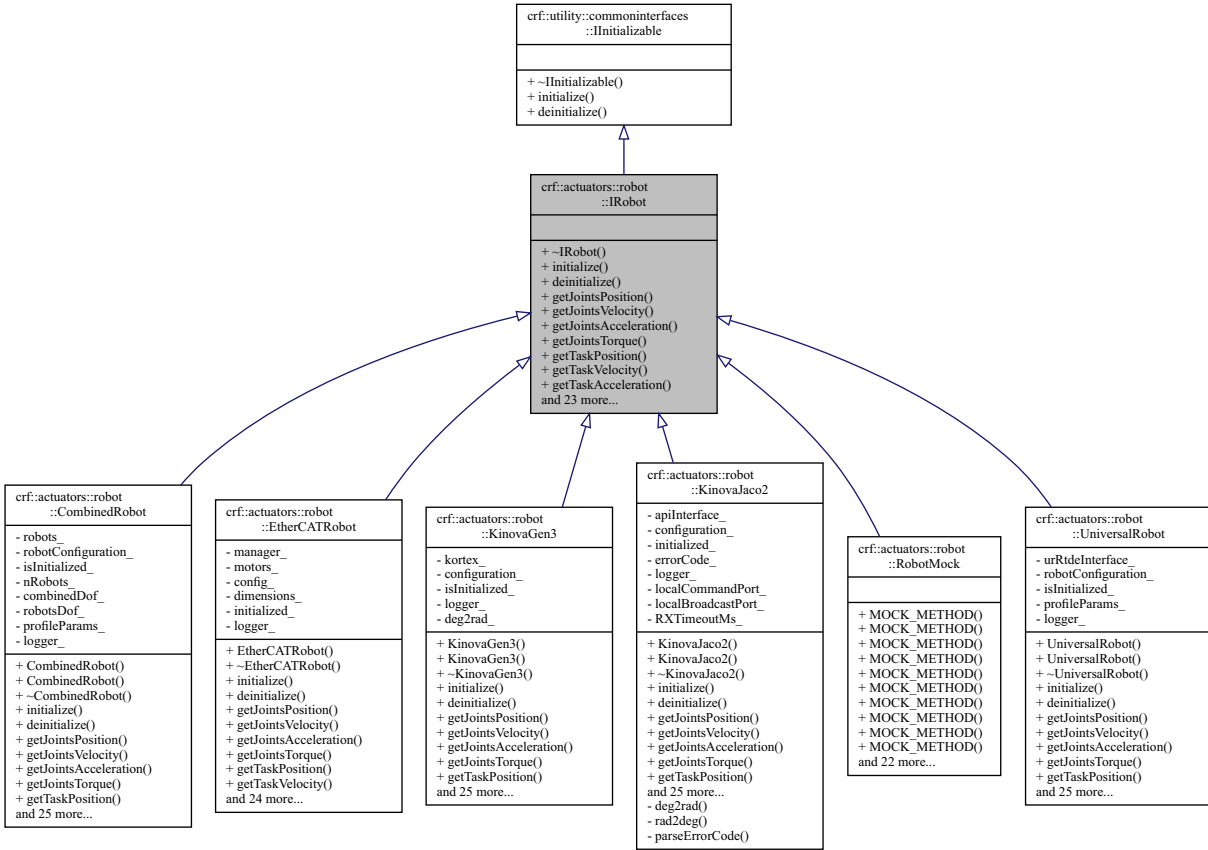 crf::utility::commoninterfaces
::IInitializable
+ ~IInitializable()
+ initialize()
+ deinitialize()
crf::actuators::robot
::IRobot
+ ~IRobot()
+ initialize()
+ deinitialize()
+ getJointsPosition()
+ getJointsVelocity()
+ getJointsAcceleration()
+ getJointsTorque()
+ getTaskPosition()
+ getTaskVelocity()
+ getTaskAcceleration()
and 23 more...
crf::actuators::robot
::CombinedRobot
- robots_
- robotConfiguration_
- isInitialized_
- nRobots_
- combinedDof_
- robotsDof_
- profileParams_
- logger_
+ CombinedRobot()
+ CombinedRobot()
+ ~CombinedRobot()
+ initialize()
+ deinitialize()
+ getJointsPosition()
+ getJointsVelocity()
+ getJointsAcceleration()
+ getJointsTorque()
+ getTaskPosition()
and 25 more...
crf::actuators::robot
::EtherCATRobot
- manager_
- motors_
- config_
- dimensions_
- initialized_
- logger_
+ EtherCATRobot()
+ ~EtherCATRobot()
+ initialize()
+ deinitialize()
+ getJointsPosition()
+ getJointsVelocity()
+ getJointsAcceleration()
+ getJointsTorque()
+ getTaskPosition()
+ getTaskVelocity()
and 24 more...
crf::actuators::robot
::KinovaGen3
- kortex_
- configuration_
- isInitialized_
- logger_
- deg2rad_
+ KinovaGen3()
+ KinovaGen3()
+ ~KinovaGen3()
+ initialize()
+ deinitialize()
+ getJointsPosition()
+ getJointsVelocity()
+ getJointsAcceleration()
+ getJointsTorque()
+ getTaskPosition()
and 25 more...
crf::actuators::robot
::KinovaJaco2
- apiInterface_
- configuration_
- initialized_
- errorCode_
- logger_
- localCommandPort_
- localBroadcastPort_
- RXTimeoutMs_
+ KinovaJaco2()
+ KinovaJaco2()
+ ~KinovaJaco2()
+ initialize()
+ deinitialize()
+ getJointsPosition()
+ getJointsVelocity()
+ getJointsAcceleration()
+ getJointsTorque()
+ getTaskPosition()
and 25 more...
- deg2rad()
- rad2deg()
- parseErrorCode()
crf::actuators::robot
::RobotMock
+ MOCK_METHOD()
+ MOCK_METHOD()
+ MOCK_METHOD()
+ MOCK_METHOD()
+ MOCK_METHOD()
+ MOCK_METHOD()
+ MOCK_METHOD()
+ MOCK_METHOD()
+ MOCK_METHOD()
+ MOCK_METHOD()
and 22 more...
crf::actuators::robot
::UniversalRobot
- urRtdeInterface_
- robotConfiguration_
- isInitialized_
- profileParams_
- logger_
+ UniversalRobot()
+ UniversalRobot()
+ ~UniversalRobot()
+ initialize()
+ deinitialize()
+ getJointsPosition()
+ getJointsVelocity()
+ getJointsAcceleration()
+ getJointsTorque()
+ getTaskPosition()
and 25 more...